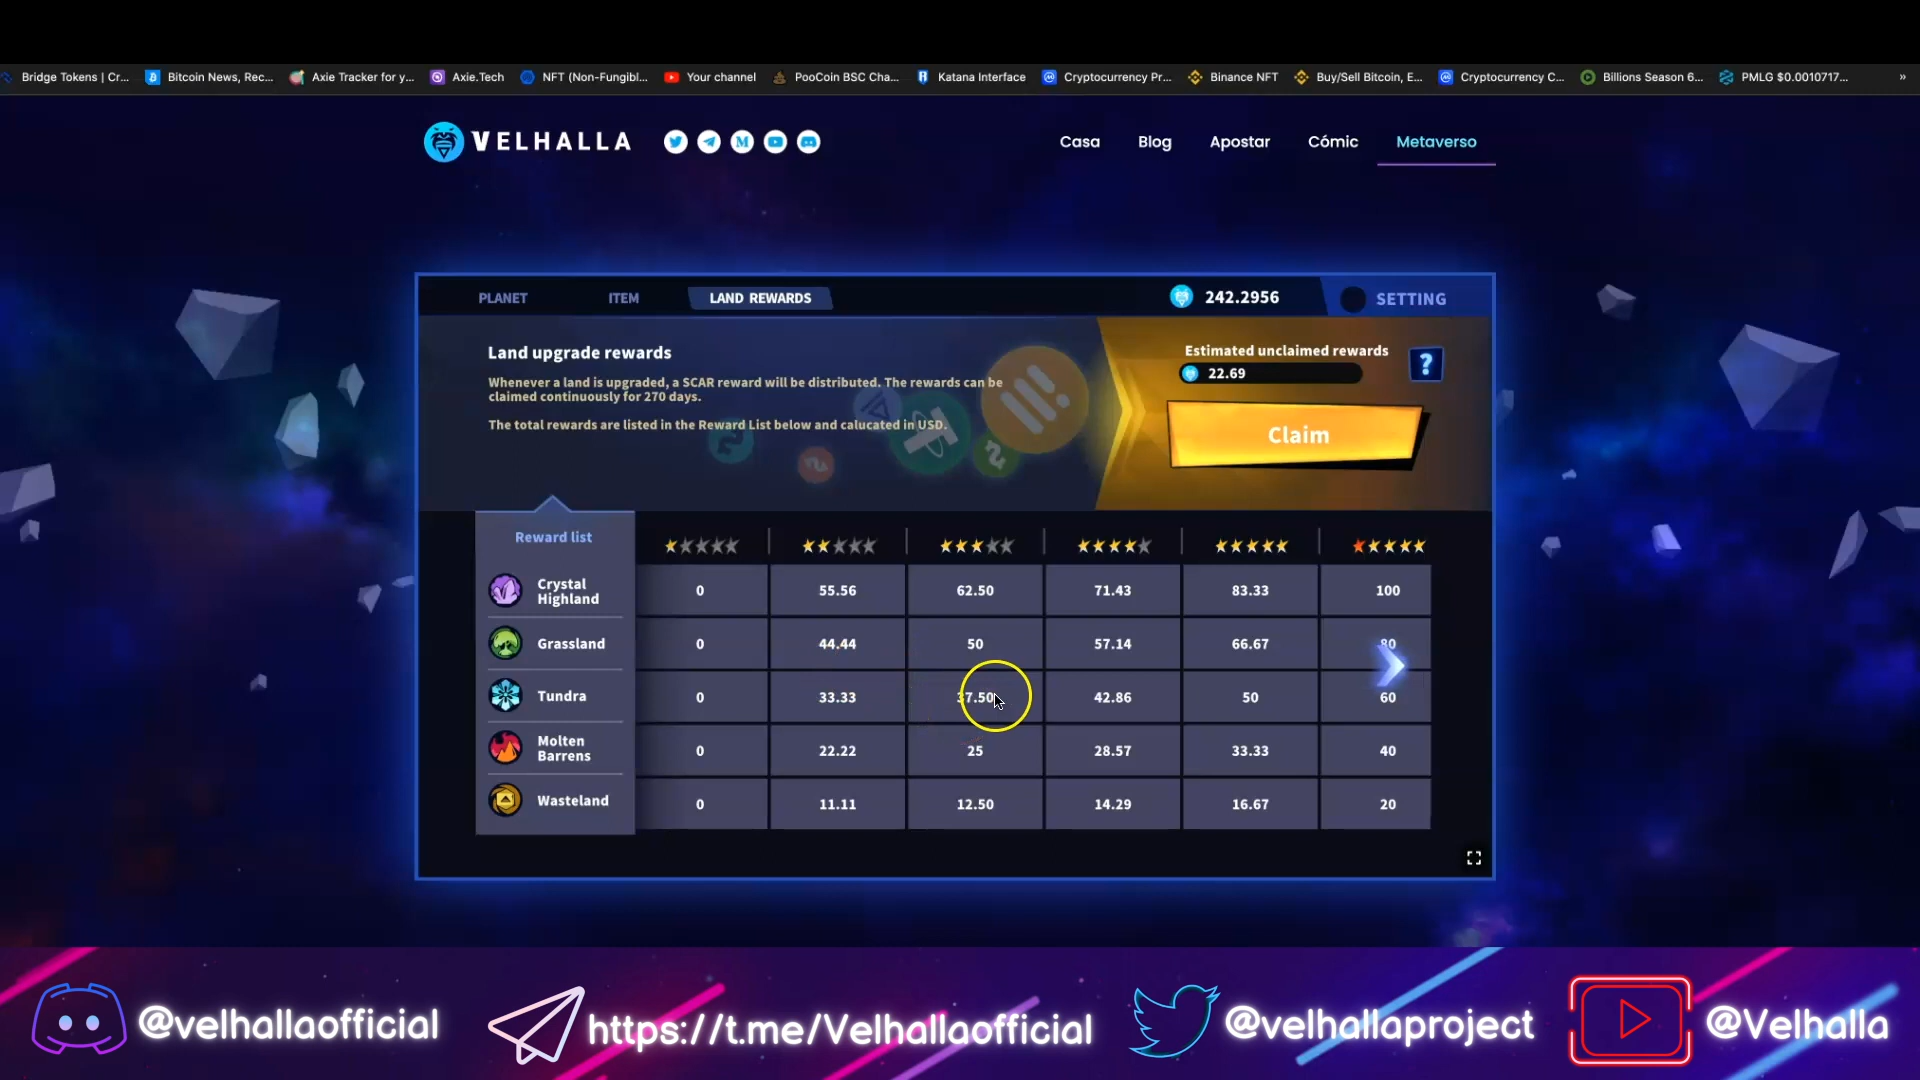 Bridge Tokens | Cr... Bitcoin News, Rec... Axie Tracker for y... Axie.Tech NFT (Non-Fungibl... Your channel PooCoin BSC Cha... Katana Interface Cryptocurrency Pr... Binance NFT Buy/Sell Bitcoin, E... Cryptocurrency C... Billions Season 6... PMLG $0.0010717... »
VELHALLA Casa Blog Apostar Cómic Metaverso
PLANET ITEM LAND REWARDS 242.2956 SETTING
Land upgrade rewards
Whenever a land is upgraded, a SCAR reward will be distributed. The rewards can be
claimed continuously for 270 days.
The total rewards are listed in the Reward List below and calucated in USD.
Estimated unclaimed rewards ?
22.69
Claim
Reward list
Crystal
Highland
0 55.56 62.50 71.43 83.33 100
Grassland 0 44.44 50 57.14 66.67 80
Tundra 0 33.33 37.50 42.86 50 60
Molten
Barrens
0 22.22 25 28.57 33.33 40
Wasteland 0 11.11 12.50 14.29 16.67 20
@velhallaofficial https://t.me/Velhallaofficial @velhallaproject @Velhalla